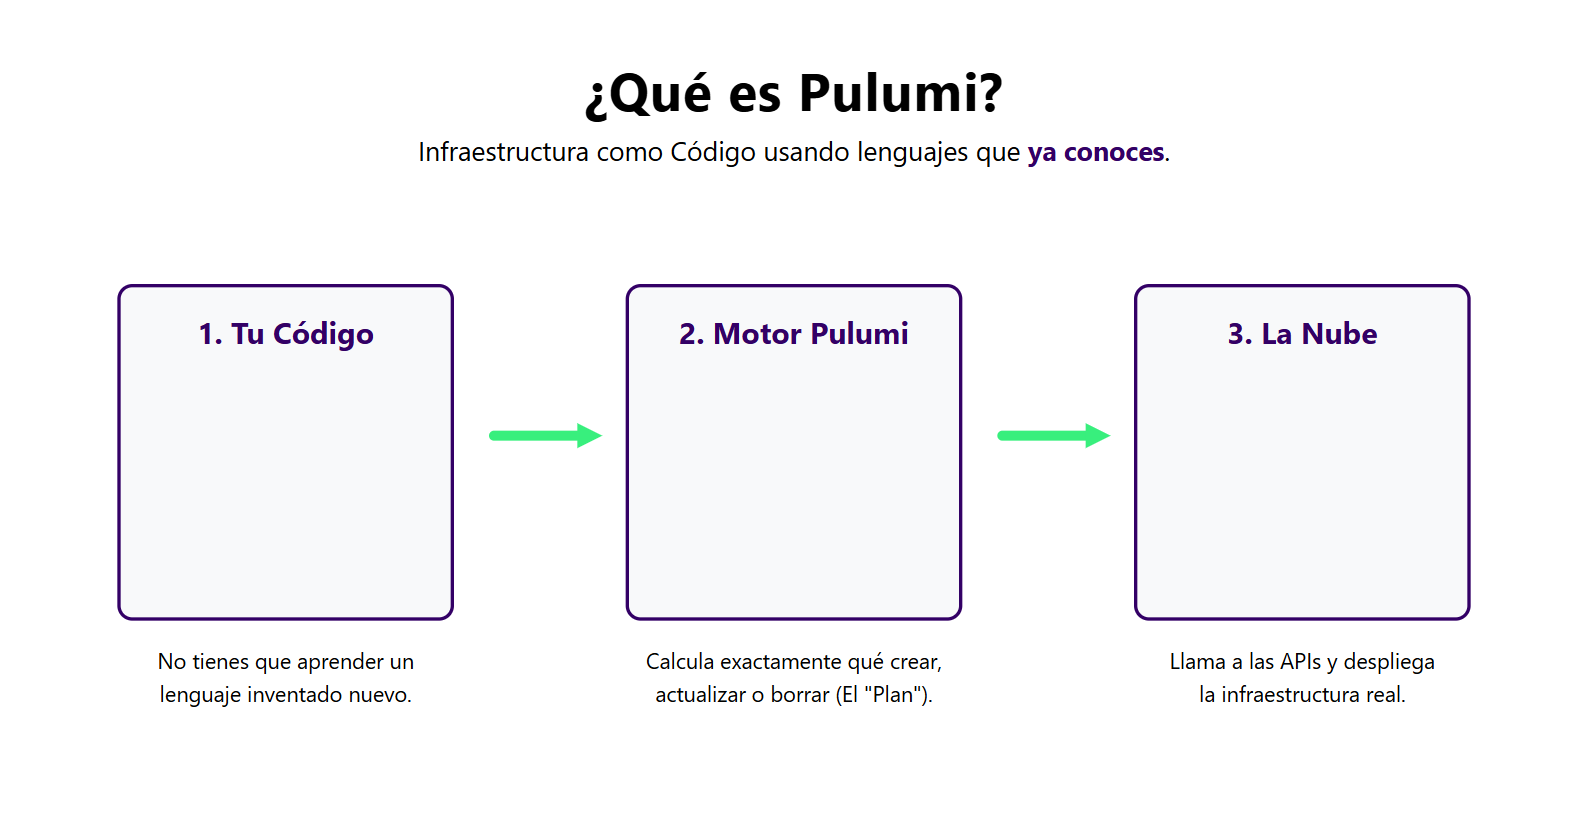 ¿Qué es Pulumi?
Infraestructura como Código usando lenguajes que ya conoces.
1. Tu Código
2. Motor Pulumi
3. La Nube
No tienes que aprender un
lenguaje inventado nuevo.
Calcula exactamente qué crear,
actualizar o borrar (El "Plan").
Llama a las APIs y despliega
la infraestructura real.